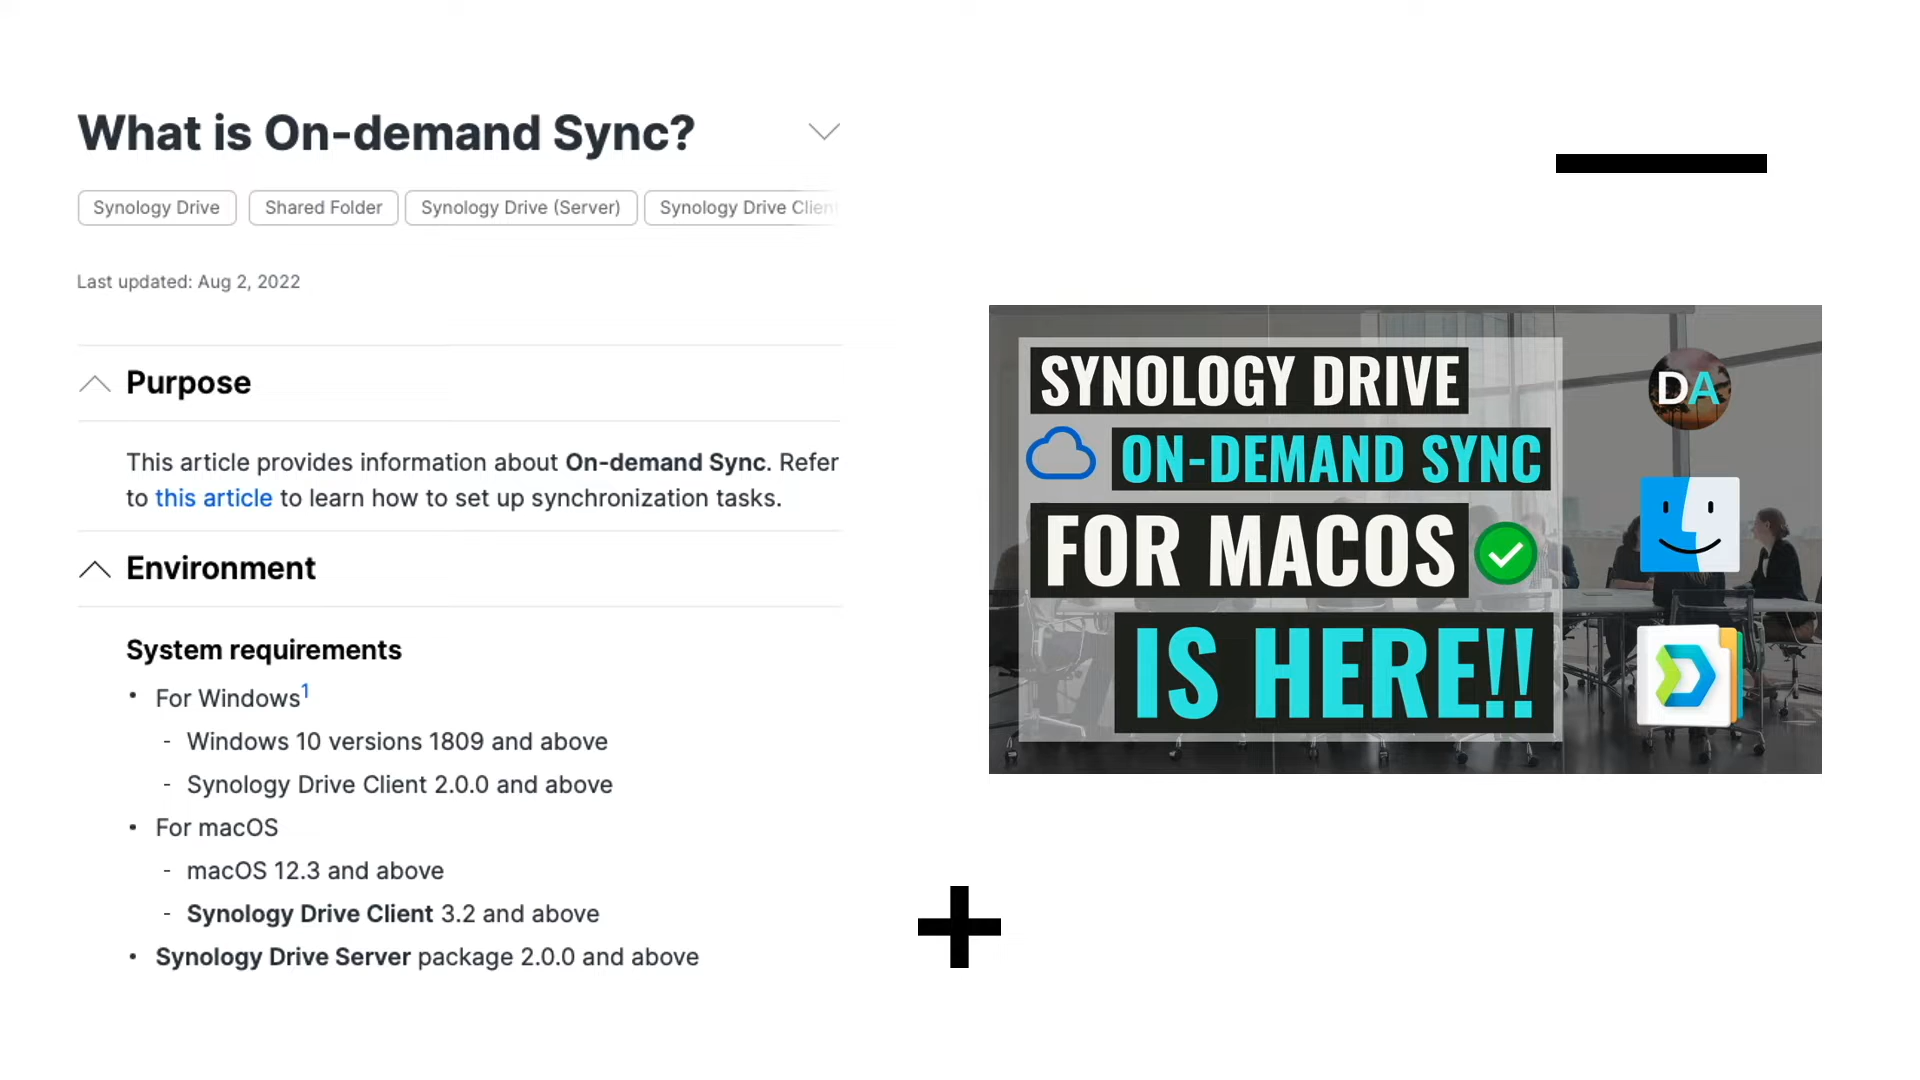 What is On-demand Sync?
Synology Drive
Shared Folder
Synology Drive (Server)
Synology Drive Client
Last updated: Aug 2, 2022
Purpose
This article provides information about On-demand Sync. Refer
to this article to learn how to set up synchronization tasks.
Environment
System requirements
• For Windows1
- Windows 10 versions 1809 and above
- Synology Drive Client 2.0.0 and above
• For macOS
- macOS 12.3 and above
- Synology Drive Client 3.2 and above
• Synology Drive Server package 2.0.0 and above
SYNOLOGY DRIVE
ON-DEMAND SYNC
FOR MACOS
IS HERE!!
DA